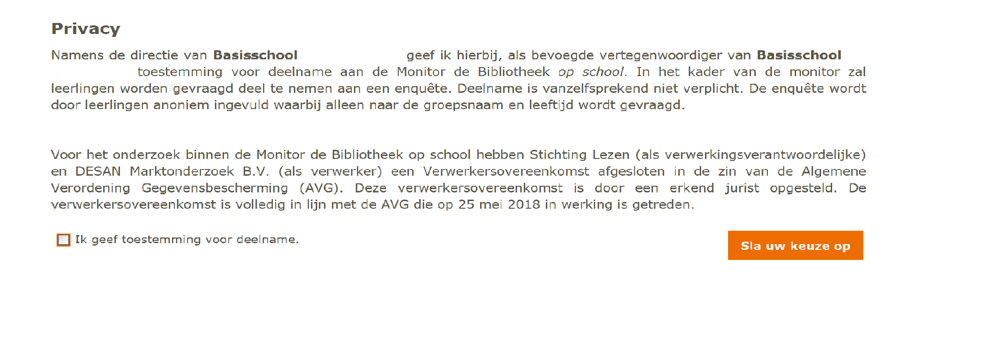 Privacy
Namens de directie van Basisschool geef ik hierbij, als bevoegde vertegenwoordiger van Basisschool
toestemming voor deelname aan de Monitor de Bibliotheek op school. In het kader van de monitor zal
leerlingen worden gevraagd deel te nemen aan een enquête. Deelname is vanzelfsprekend niet verplicht. De enquête wordt
door leerlingen anoniem ingevuld waarbij alleen naar de groepsnaam en leeftijd wordt gevraagd.
Voor het onderzoek binnen de Monitor de Bibliotheek op school hebben Stichting Lezen (als verwerkingsverantwoordelijke)
en DESAN Marktonderzoek B.V. (als verwerker) een Verwerkersovereenkomst afgesloten in de zin van de Algemene
Verordening Gegevensbescherming (AVG). Deze verwerkersovereenkomst is door een erkend jurist opgesteld. De
verwerkersovereenkomst is volledig in lijn met de AVG die op 25 mei 2018 in werking is getreden.
Ik geef toestemming voor deelname.
Sla uw keuze op